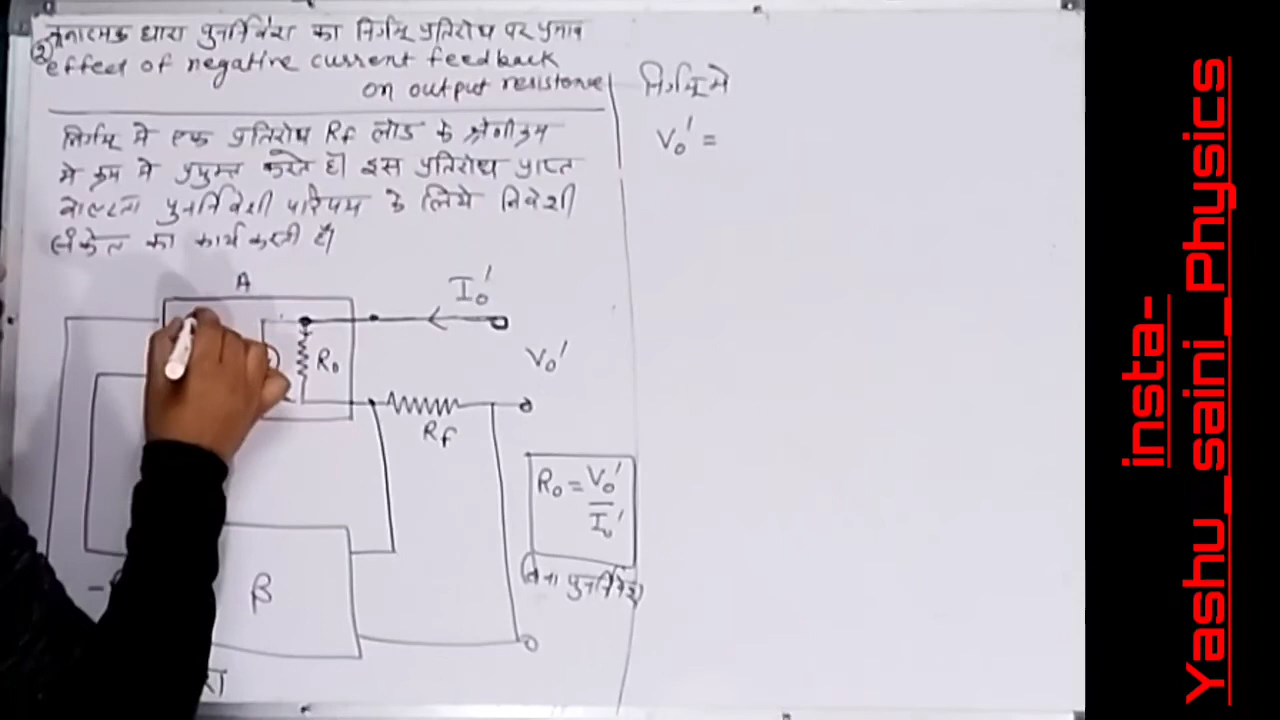 ऋणात्मक धारा पुनर्निवेश का निर्गम प्रतिरोध पर प्रभाव
(2) effect of negative current feedback
on output resistance
निर्गम मे एक प्रतिरोध Rf लोड के श्रेणीक्रम
मे क्रम मे प्रयुक्त करते है। इस प्रतिरोध प्राप्त
वोल्टता पुनर्निवेशी परिपथ के लिये निवेशी
संकेत का कार्य करती है।
A
I₀'
R₀
V₀'
Rf
R₀ = V₀'/I₀'
बिना पुनर्निवेश
β
निर्गम मे
V₀' =
insta-
Yashu_saini_Physics